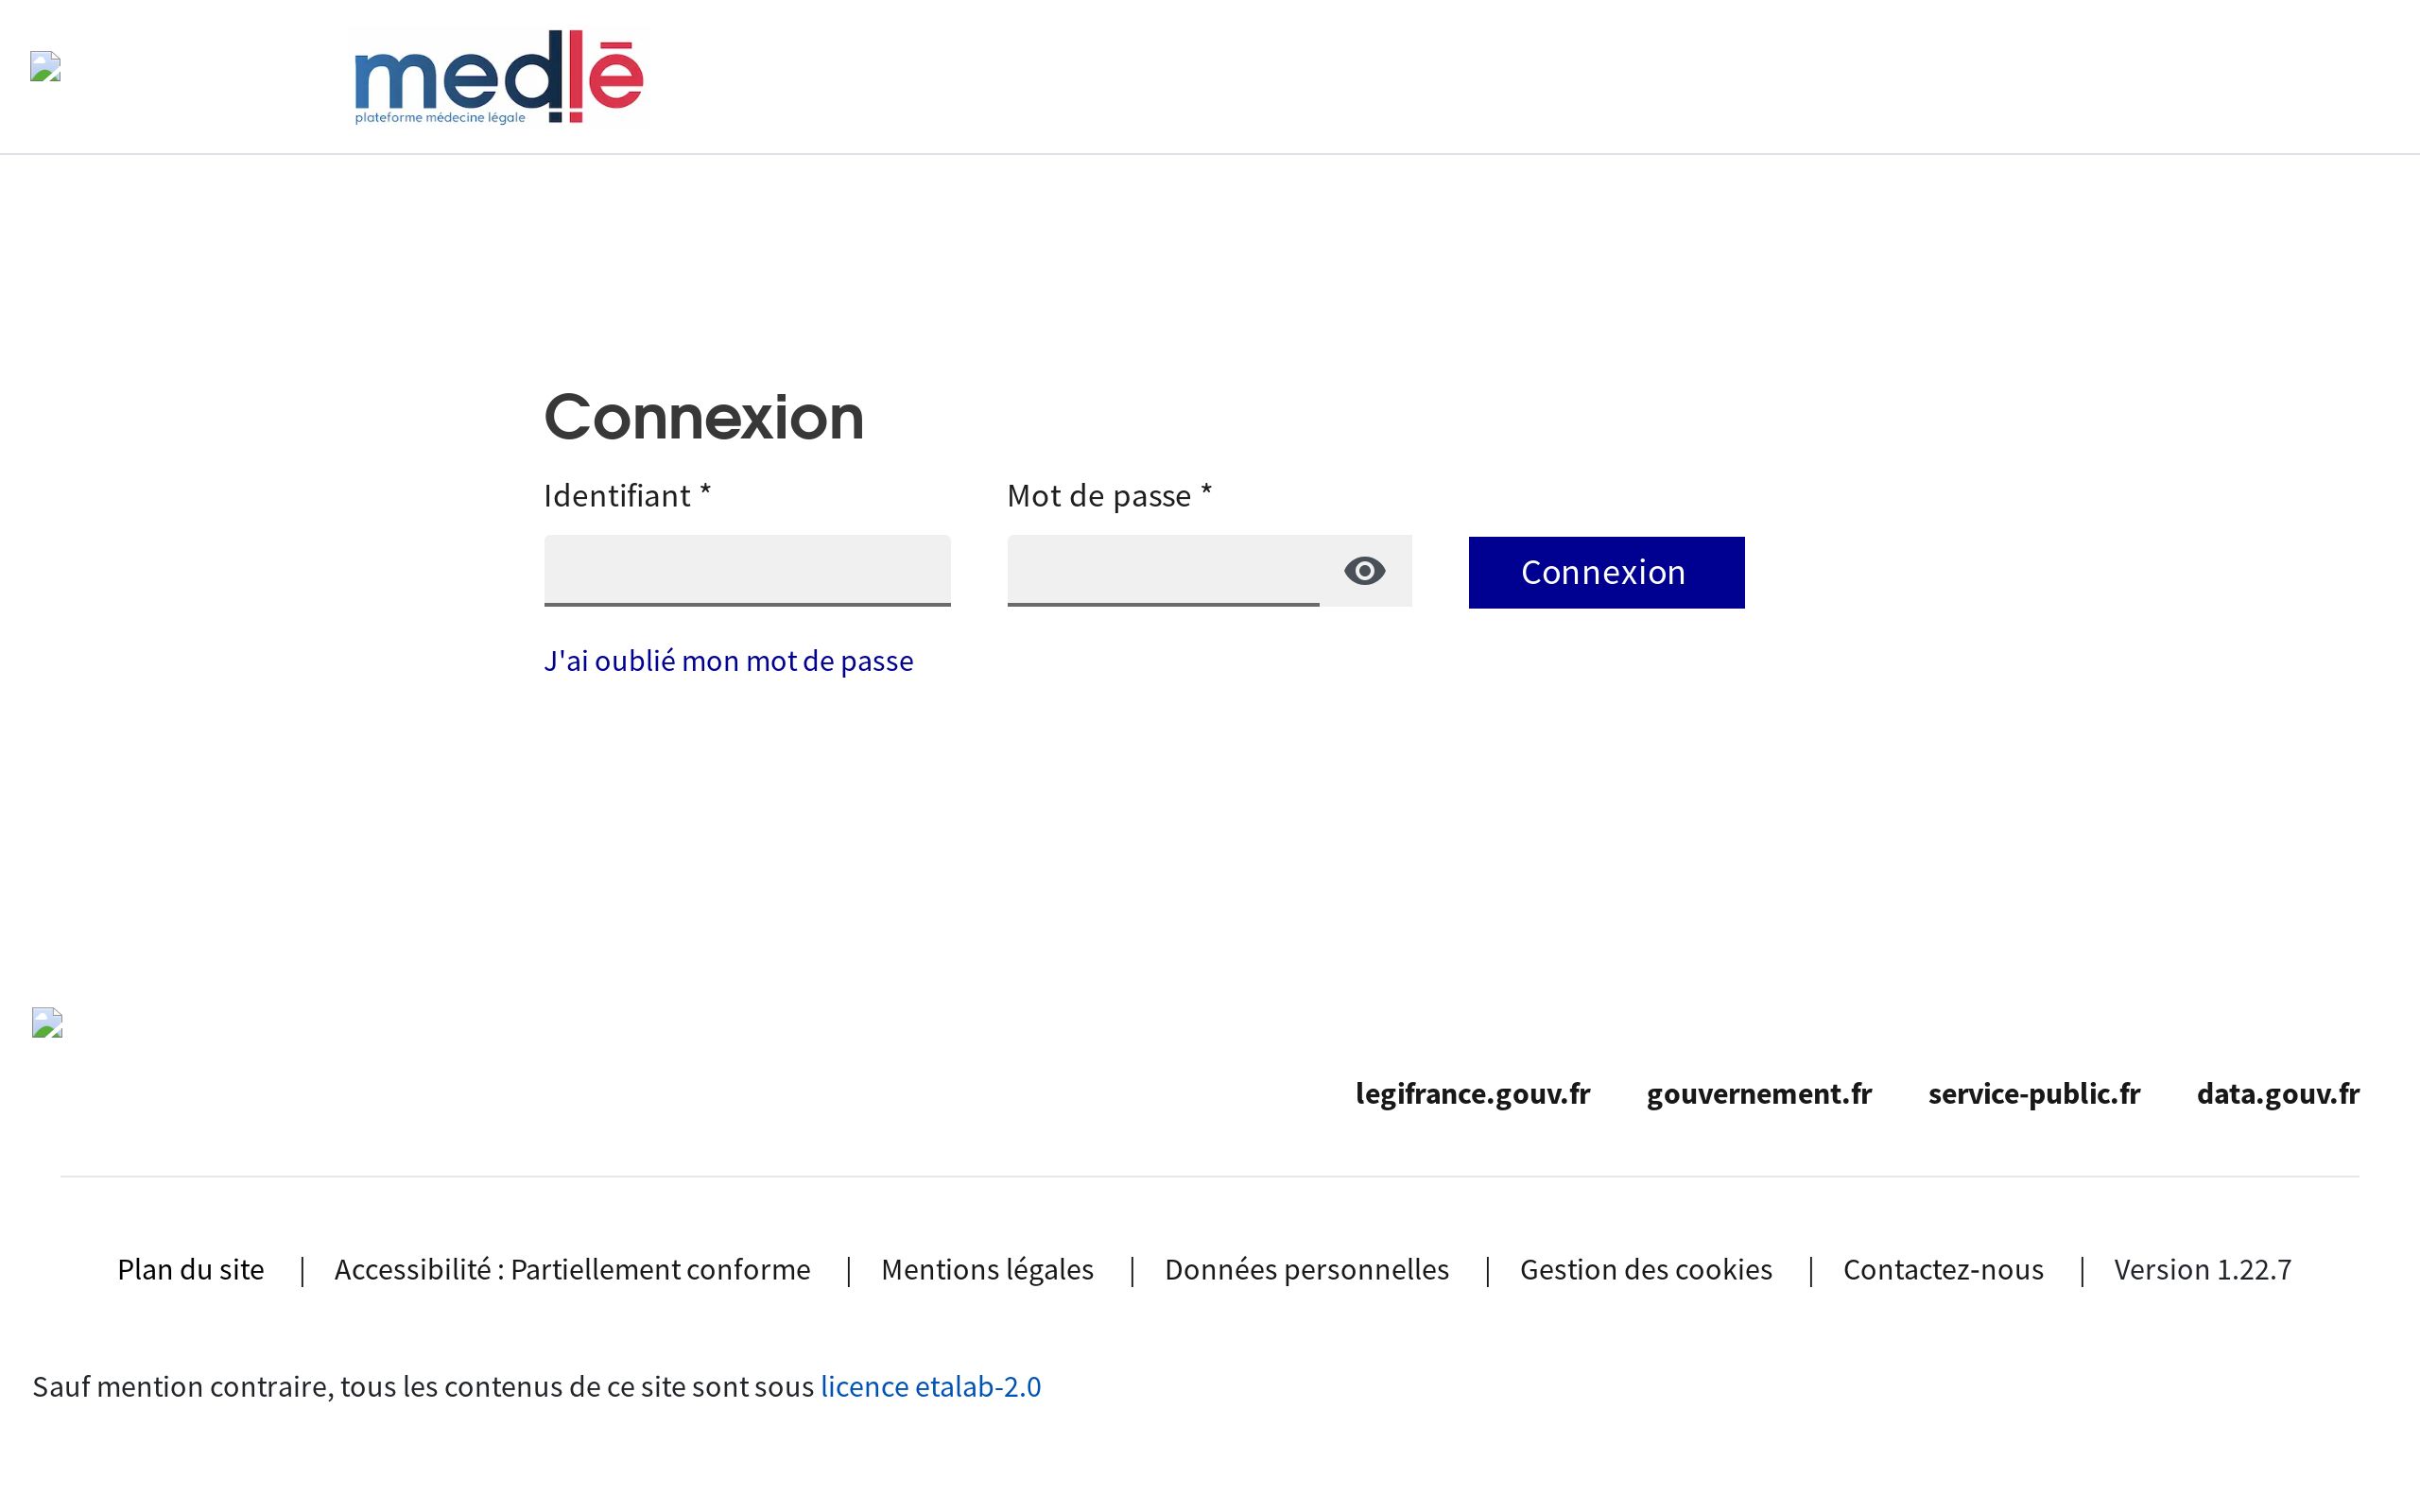 medlē
plateforme médecine légale
Connexion
Identifiant *
Mot de passe *
Connexion
J'ai oublié mon mot de passe
legifrance.gouv.fr
gouvernement.fr
service-public.fr
data.gouv.fr
Plan du site | Accessibilité : Partiellement conforme | Mentions légales | Données personnelles | Gestion des cookies | Contactez-nous | Version 1.22.7
Sauf mention contraire, tous les contenus de ce site sont sous licence etalab-2.0